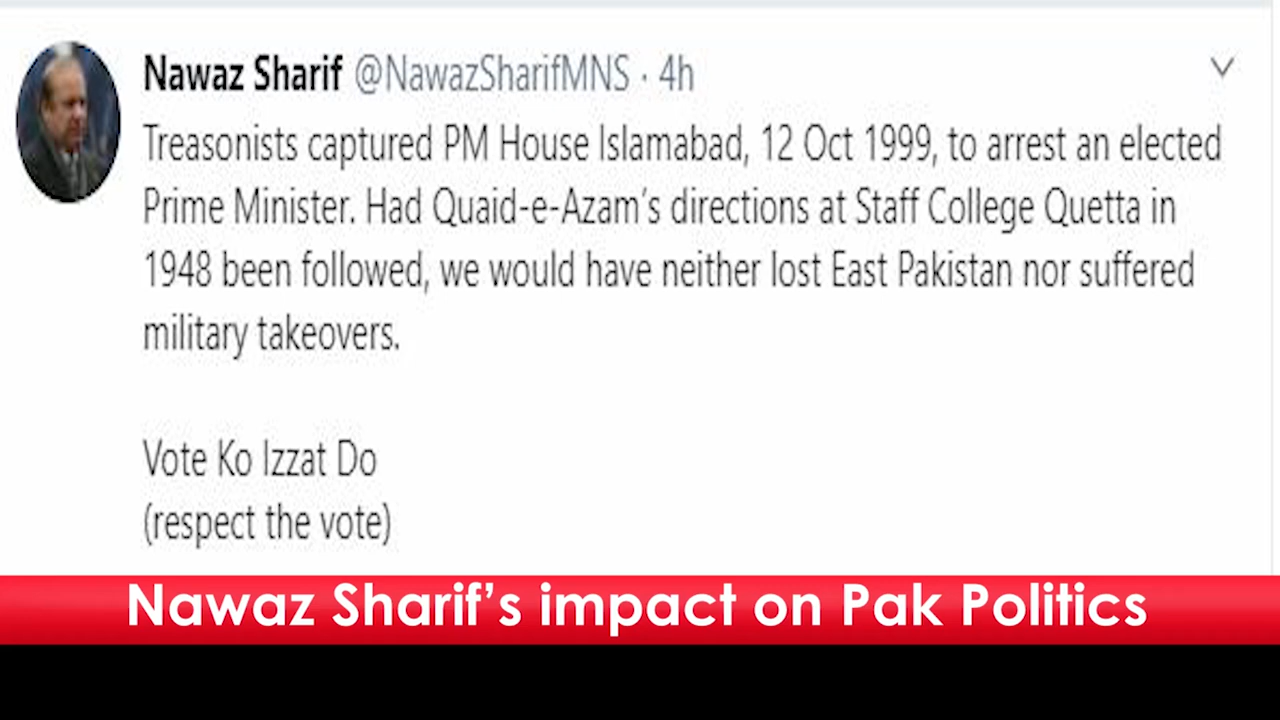 Nawaz Sharif @NawazSharifMNS · 4h
Treasonists captured PM House Islamabad, 12 Oct 1999, to arrest an elected
Prime Minister. Had Quaid-e-Azam's directions at Staff College Quetta in
1948 been followed, we would have neither lost East Pakistan nor suffered
military takeovers.
Vote Ko Izzat Do
(respect the vote)
Nawaz Sharif's impact on Pak Politics